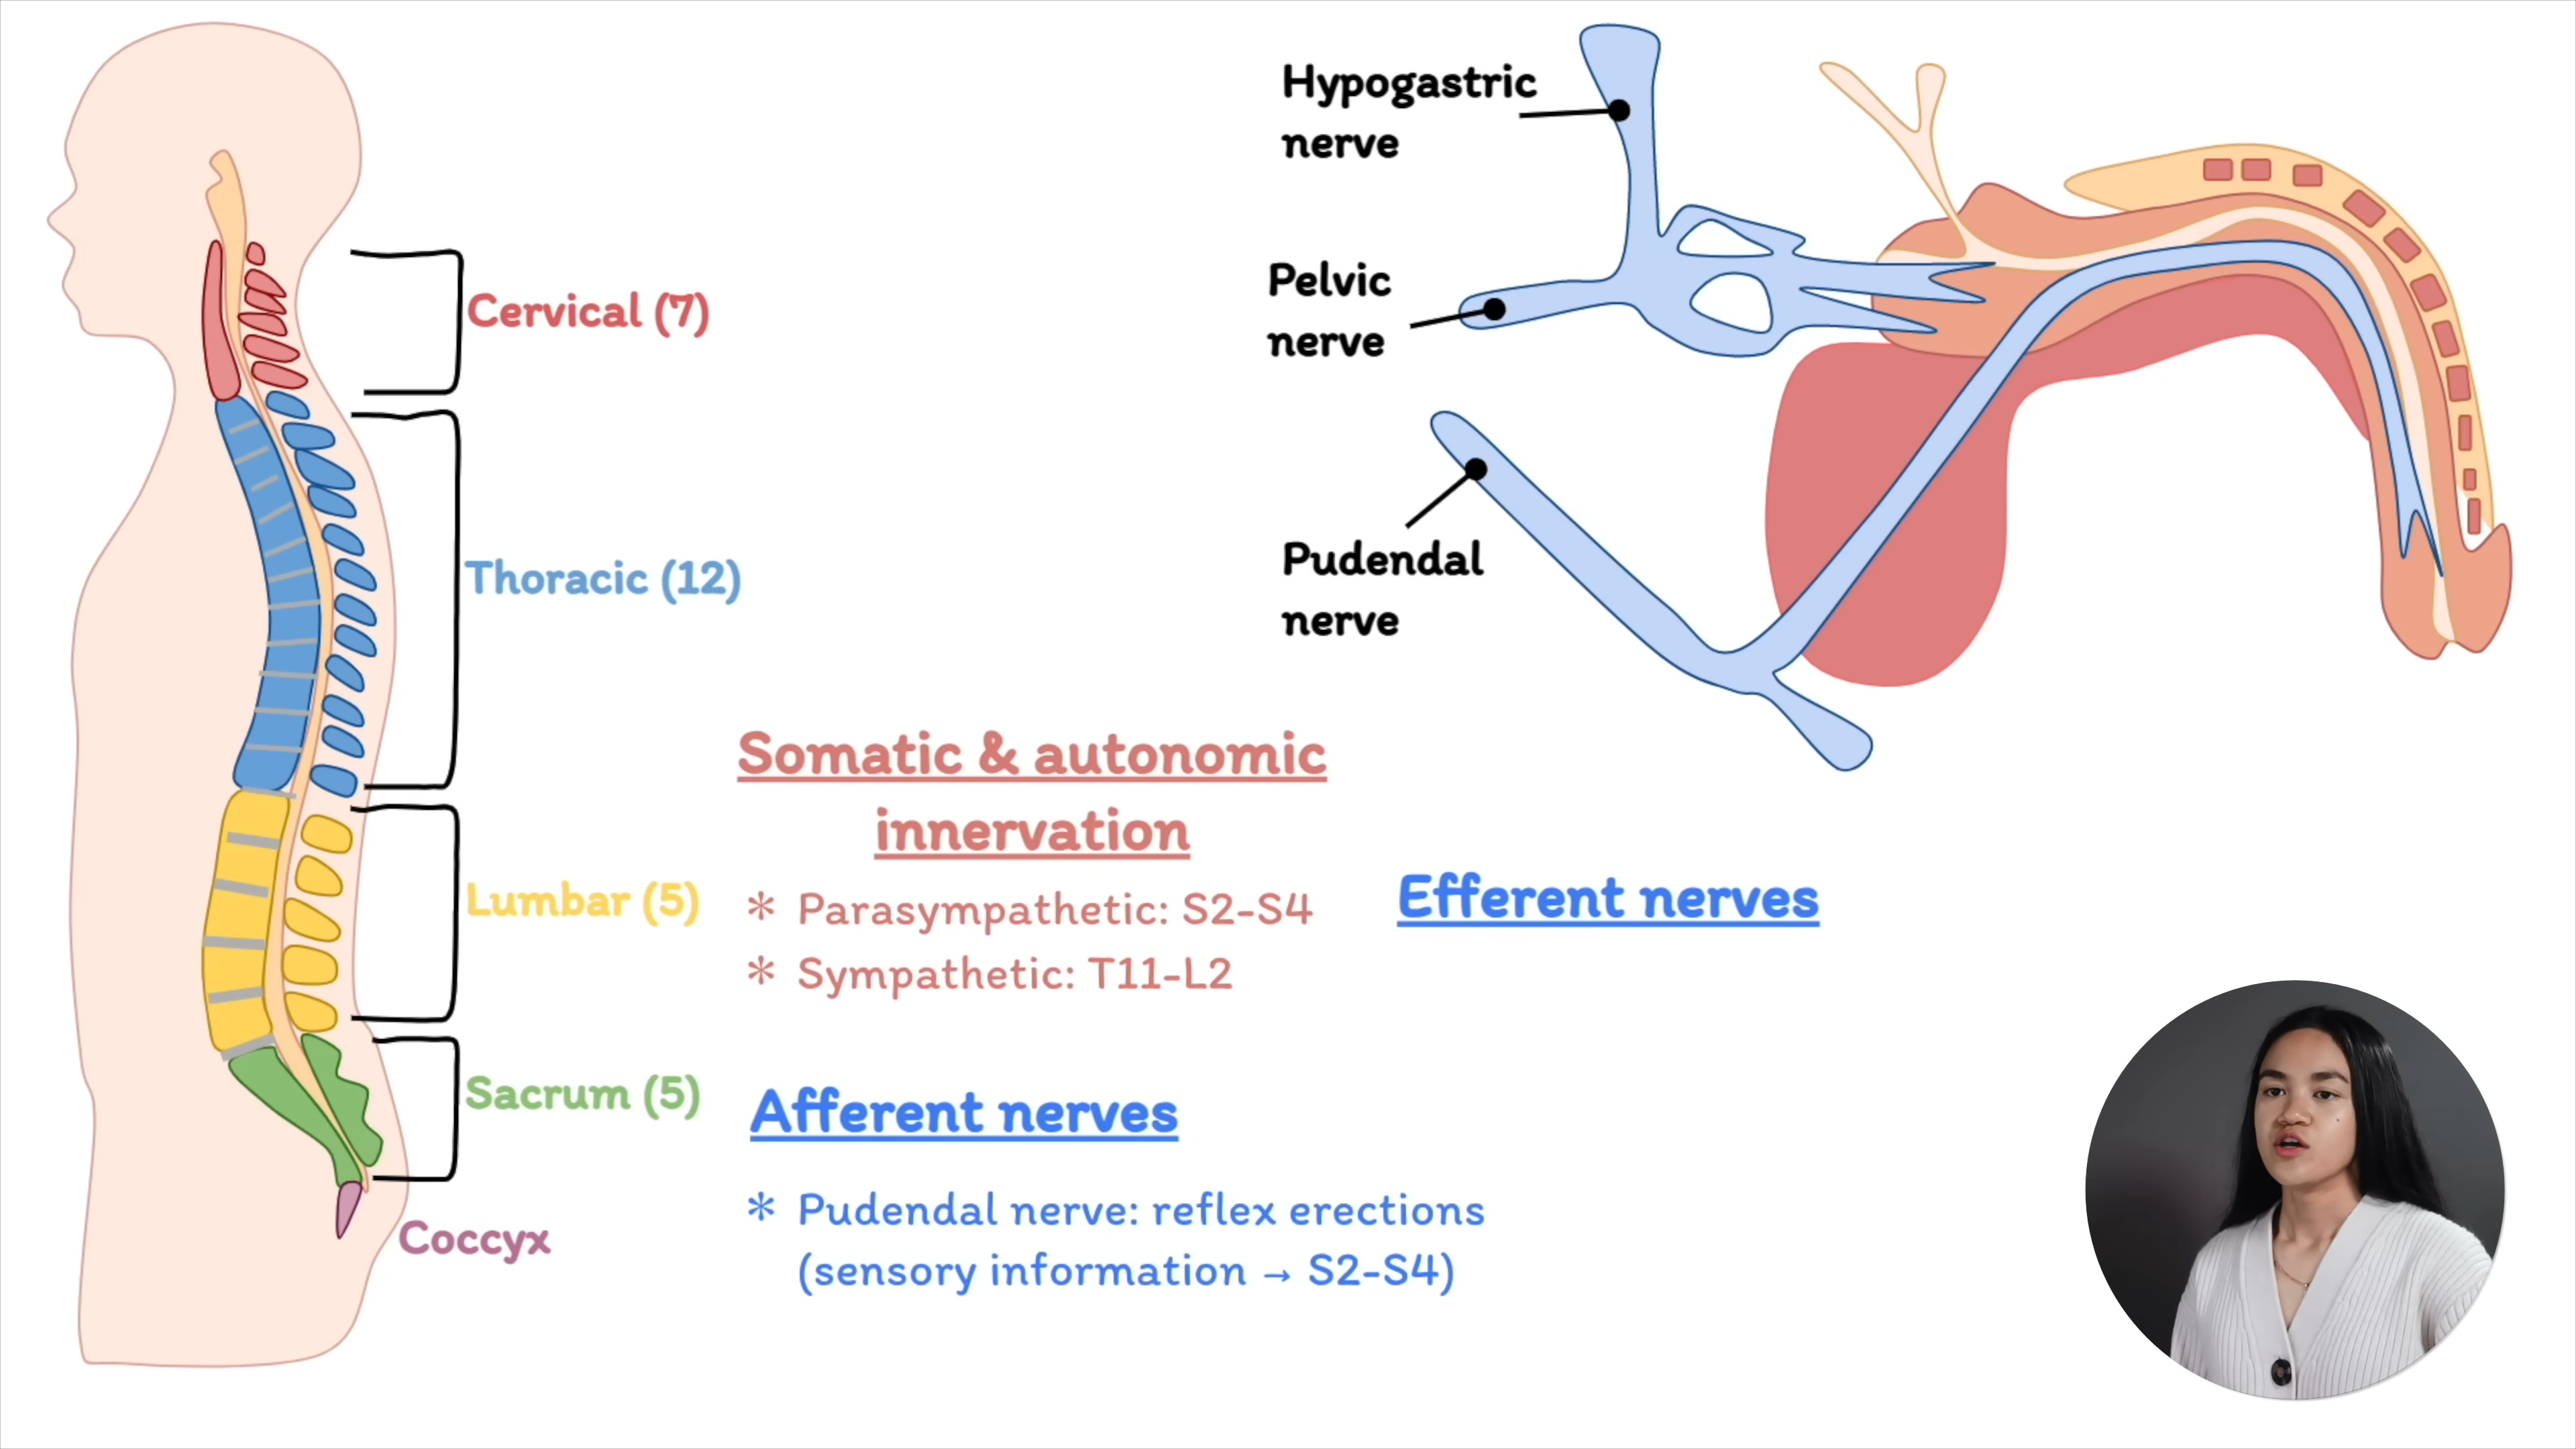 Hypogastric
nerve
Pelvic
nerve
Pudendal
nerve
Cervical (7)
Thoracic (12)
Lumbar (5)
Sacrum (5)
Coccyx
Somatic & autonomic
innervation
* Parasympathetic: S2-S4
* Sympathetic: T11-L2
Efferent nerves
Afferent nerves
* Pudendal nerve: reflex erections
(sensory information → S2-S4)